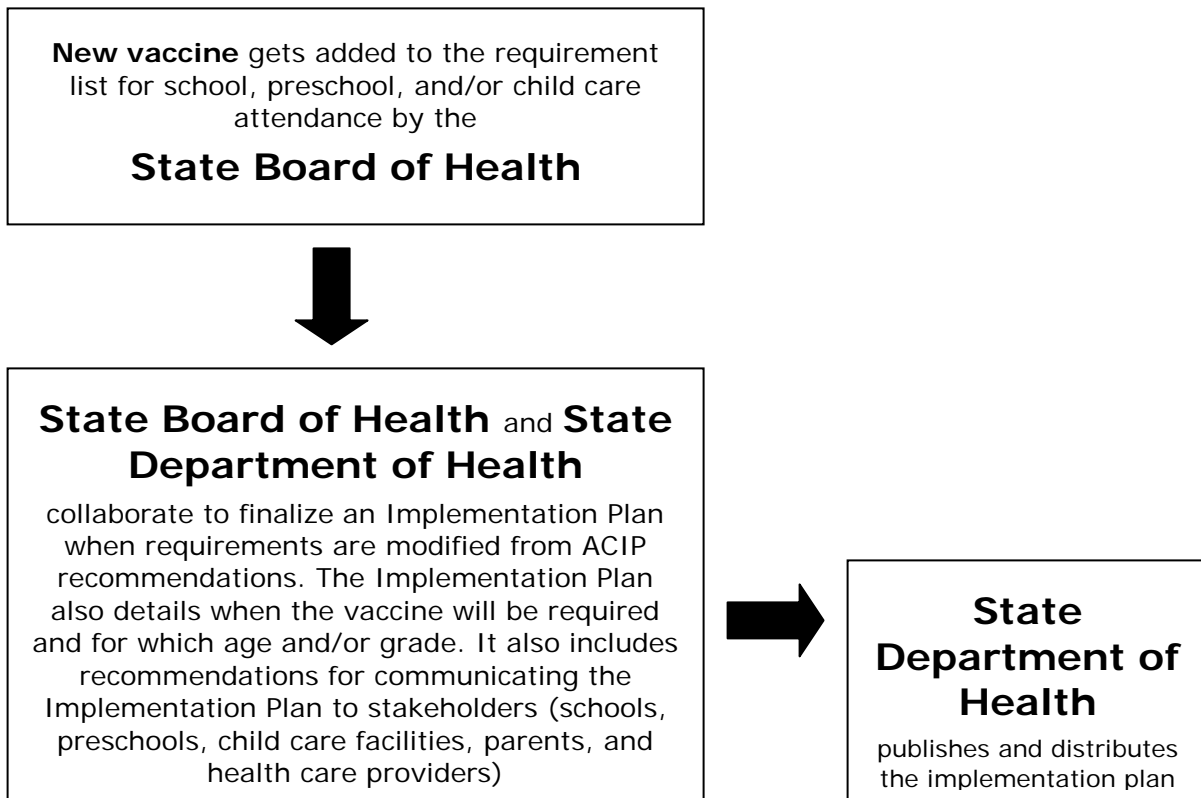 New vaccine gets added to the requirement
list for school, preschool, and/or child care
attendance by the
State Board of Health
State Board of Health and State
Department of Health
collaborate to finalize an Implementation Plan
when requirements are modified from ACIP
recommendations. The Implementation Plan
also details when the vaccine will be required
and for which age and/or grade. It also includes
recommendations for communicating the
Implementation Plan to stakeholders (schools,
preschools, child care facilities, parents, and
health care providers)
State
Department of
Health
publishes and distributes
the implementation plan